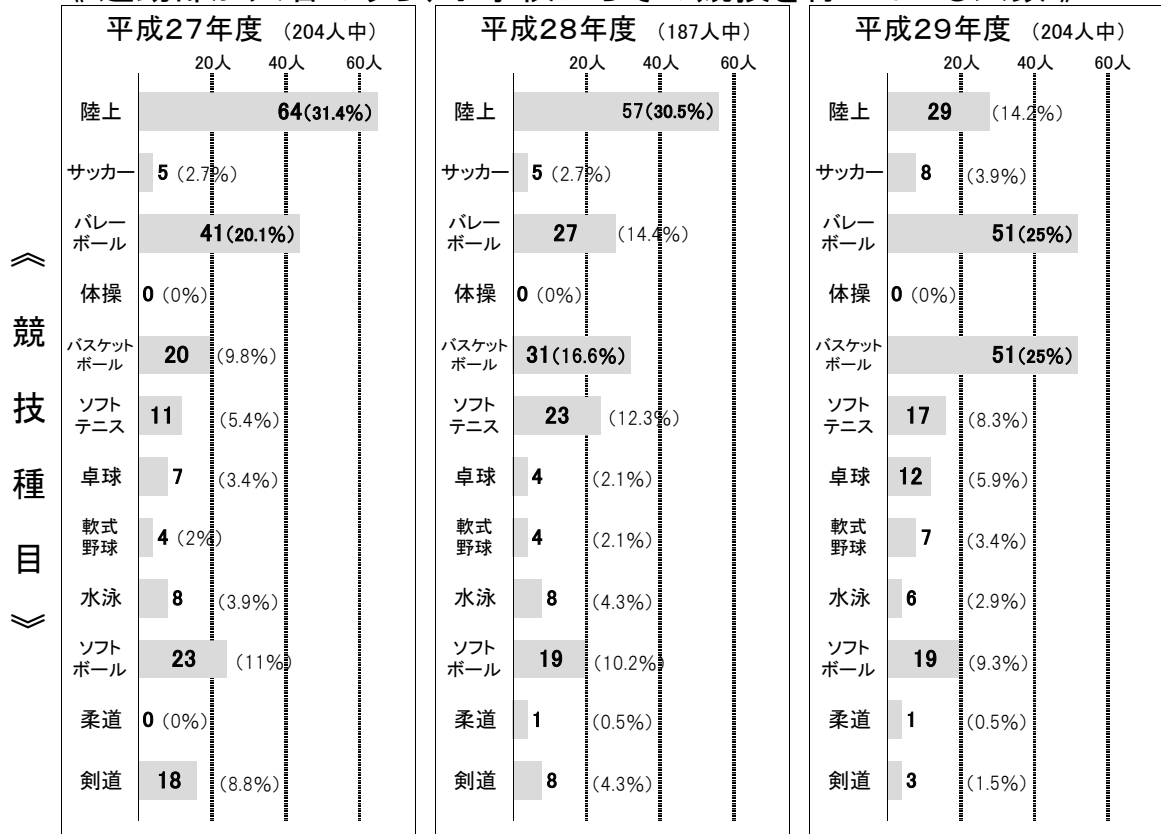 平成27年度 (204人中)
20人 40人 60人
陸上 64(31.4%)
サッカー 5 (2.7%)
バレー
ボール 41(20.1%)
体操 0 (0%)
バスケット
ボール 20 (9.8%)
ソフト
テニス 11 (5.4%)
卓球 7 (3.4%)
軟式
野球 4 (2%)
水泳 8 (3.9%)
ソフト
ボール 23 (11%)
柔道 0 (0%)
剣道 18 (8.8%)
平成28年度 (187人中)
20人 40人 60人
陸上 57(30.5%)
サッカー 5 (2.7%)
バレー
ボール 27 (14.4%)
体操 0 (0%)
バスケット
ボール 31(16.6%)
ソフト
テニス 23 (12.3%)
卓球 4 (2.1%)
軟式
野球 4 (2.1%)
水泳 8 (4.3%)
ソフト
ボール 19 (10.2%)
柔道 1 (0.5%)
剣道 8 (4.3%)
平成29年度 (204人中)
20人 40人 60人
陸上 29 (14.2%)
サッカー 8 (3.9%)
バレー
ボール 51(25%)
体操 0 (0%)
バスケット
ボール 51(25%)
ソフト
テニス 17 (8.3%)
卓球 12 (5.9%)
軟式
野球 7 (3.4%)
水泳 6 (2.9%)
ソフト
ボール 19 (9.3%)
柔道 1 (0.5%)
剣道 3 (1.5%)
《競技種目》